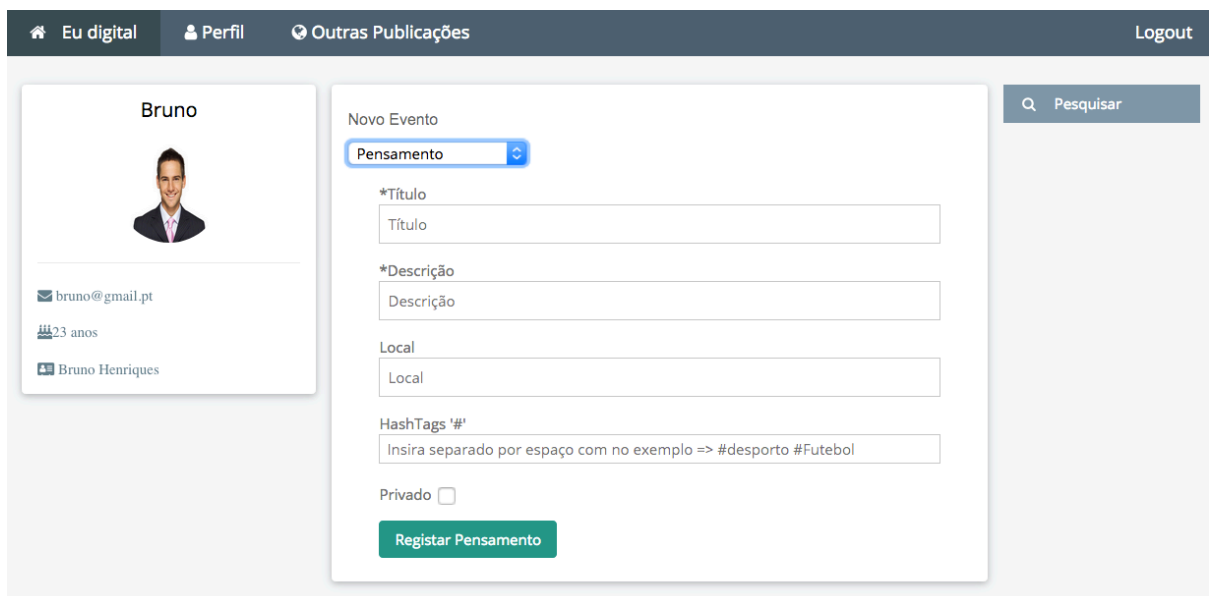 Eu digital
Perfil
Outras Publicações
Logout
Bruno
bruno@gmail.pt
23 anos
Bruno Henriques
Novo Evento
Pensamento
*Título
Título
*Descrição
Descrição
Local
Local
HashTags '#'
Insira separado por espaço com no exemplo => #desporto #Futebol
Privado
Registar Pensamento
Pesquisar